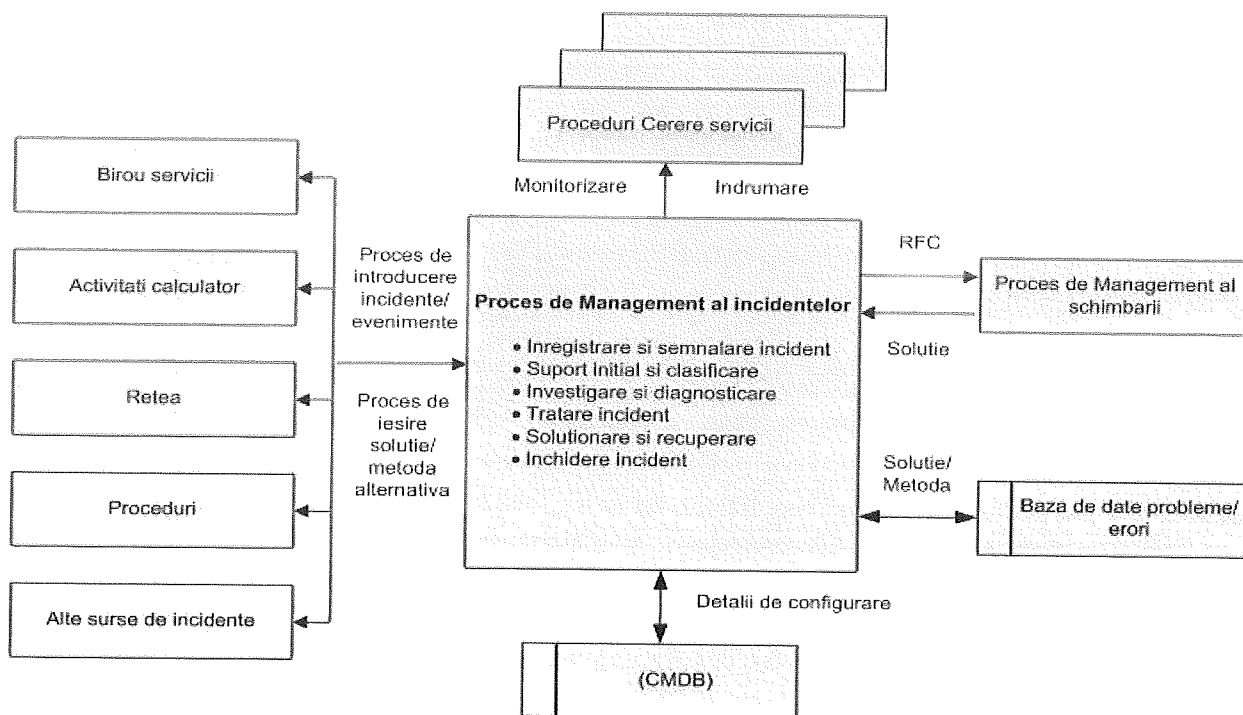 Proceduri Cerere servicii
Monitorizare
Indrumare
Birou servicii
Activitati calculator
Retea
Proceduri
Alte surse de incidente
Proces de
introducere
incidente/
evenimente
Proces de
iesire
solutie/
metoda
alternativa
Proces de Management al incidentelor
• Inregistrare si semnalare incident
• Suport initial si clasificare
• Investigare si diagnosticare
• Tratare incident
• Solutionare si recuperare
• Inchidere incident
RFC
Proces de Management al
schimbarii
Solutie
Solutie/
Metoda
Baza de date probleme/
erori
Detalii de configurare
(CMDB)